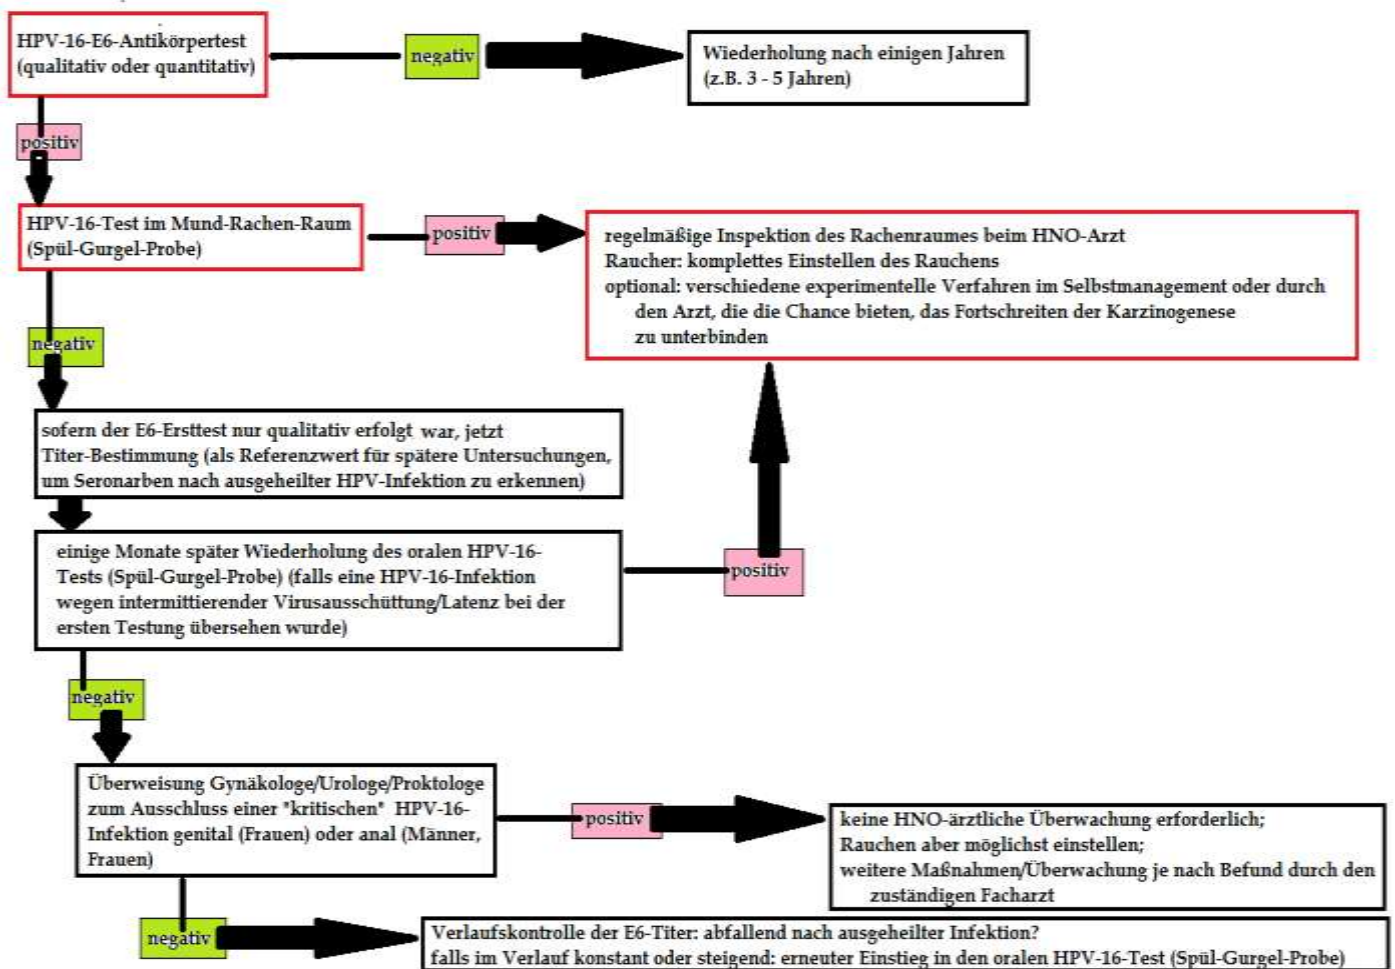 HPV-16-E6-Antikörpertest
(qualitativ oder quantitativ)
negativ
Wiederholung nach einigen Jahren
(z.B. 3 - 5 Jahren)
positiv
HPV-16-Test im Mund-Rachen-Raum
(Spül-Gurgel-Probe)
positiv
regelmäßige Inspektion des Rachenraumes beim HNO-Arzt
Raucher: komplettes Einstellen des Rauchens
optional: verschiedene experimentelle Verfahren im Selbstmanagement oder durch
den Arzt, die die Chance bieten, das Fortschreiten der Karzinogenese
zu unterbinden
negativ
sofern der E6-Ersttest nur qualitativ erfolgt war, jetzt
Titer-Bestimmung (als Referenzwert für spätere Untersuchungen,
um Seronarben nach ausgeheilter HPV-Infektion zu erkennen)
einige Monate später Wiederholung des oralen HPV-16-
Tests (Spül-Gurgel-Probe) (falls eine HPV-16-Infektion
wegen intermittierender Virusausschüttung/Latenz bei der
ersten Testung übersehen wurde)
positiv
negativ
Überweisung Gynäkologe/Urologe/Proktologe
zum Ausschluss einer "kritischen" HPV-16-
Infektion genital (Frauen) oder anal (Männer,
Frauen)
positiv
keine HNO-ärztliche Überwachung erforderlich;
Rauchen aber möglichst einstellen;
weitere Maßnahmen/Überwachung je nach Befund durch den
zuständigen Facharzt
negativ
Verlaufskontrolle der E6-Titer: abfallend nach ausgeheilter Infektion?
falls im Verlauf konstant oder steigend: erneuter Einstieg in den oralen HPV-16-Test (Spül-Gurgel-Probe)